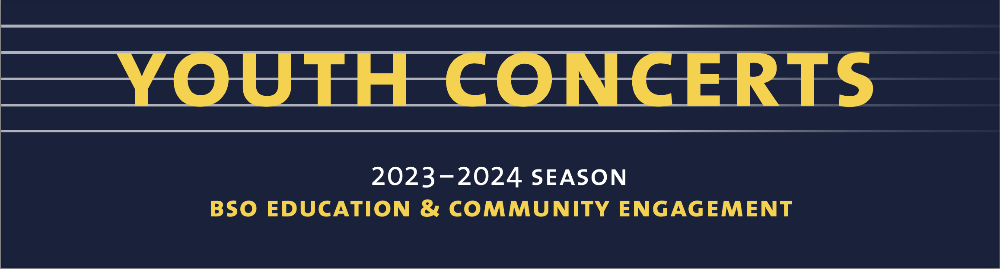 YOUTH CONCERTS
2023–2024 SEASON
BSO EDUCATION & COMMUNITY ENGAGEMENT